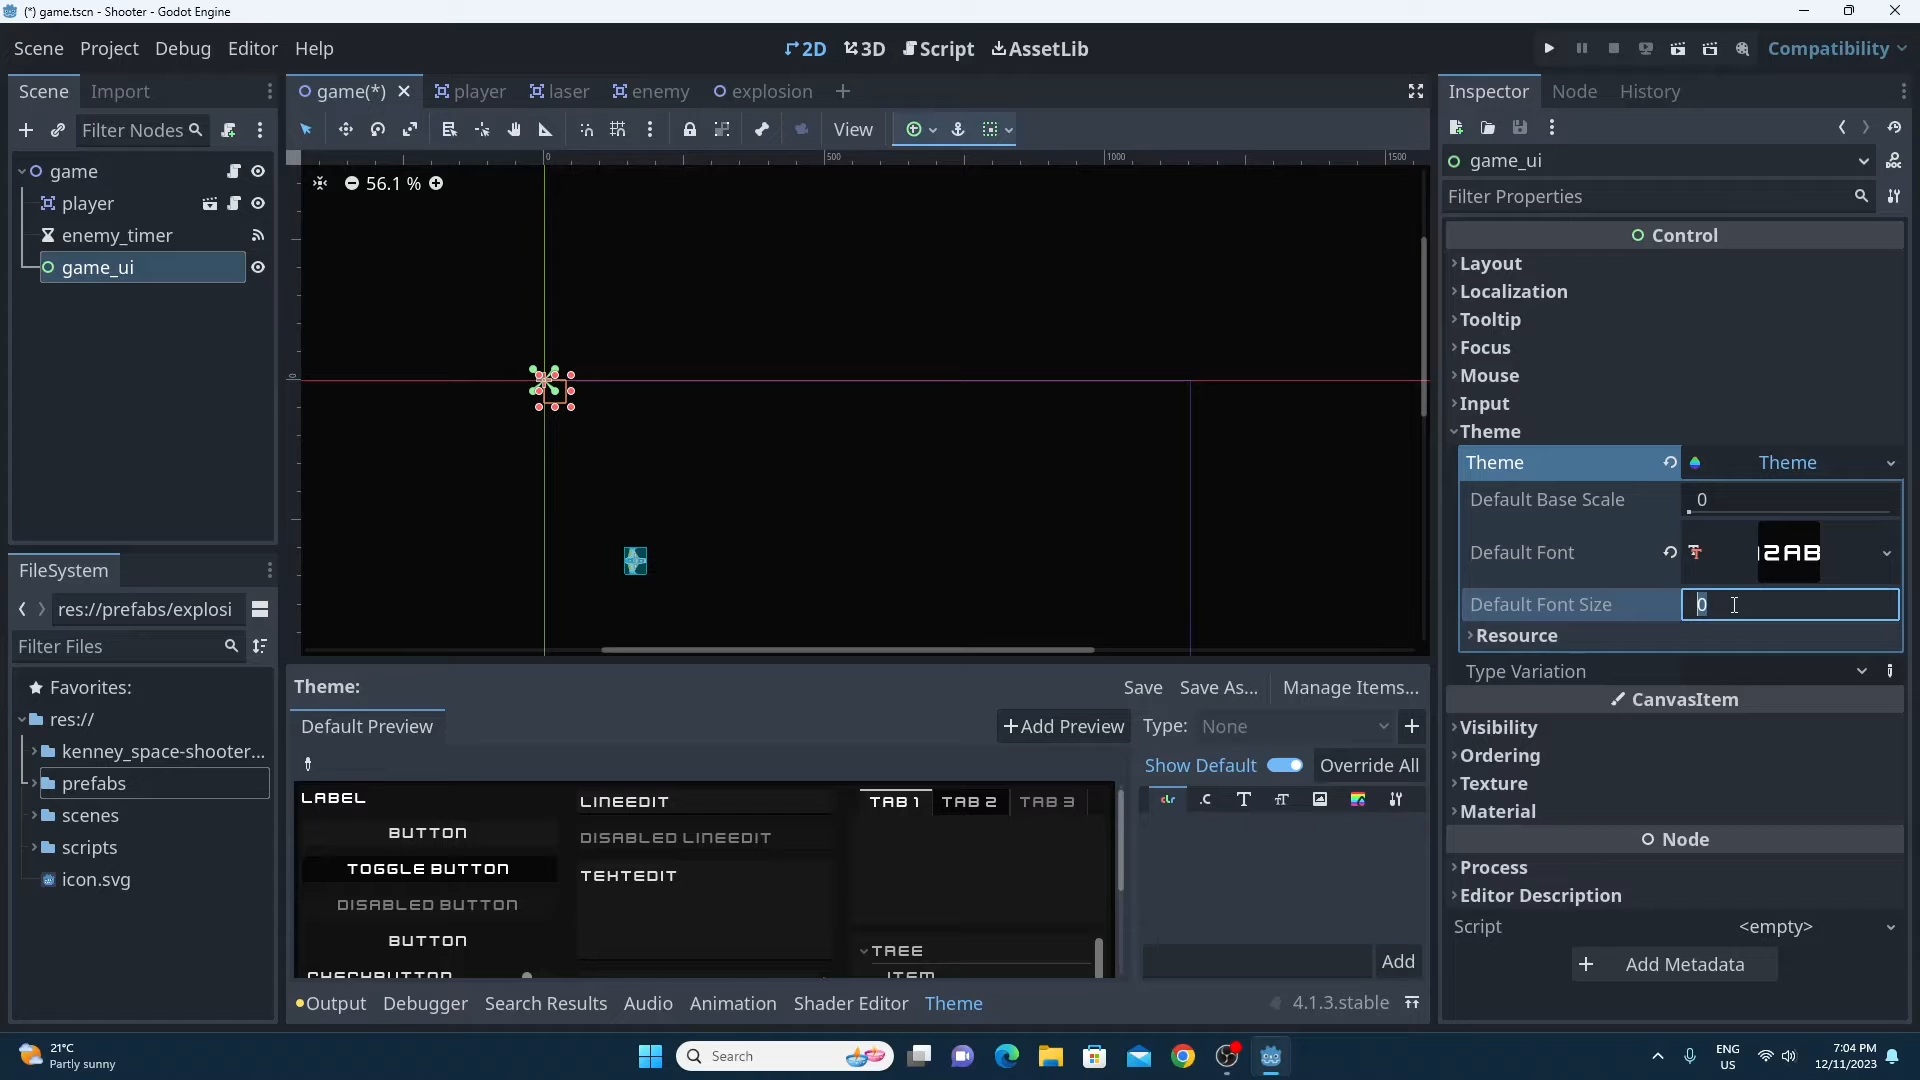 (*) game.tscn - Shooter - Godot Engine
Scene Project Debug Editor Help
2D 3D Script AssetLib
Compatibility
Scene Import
Filter Nodes
game
player
enemy_timer
game_ui
FileSystem
res://prefabs/explosi
Filter Files
Favorites:
res://
kenney_space-shooter...
prefabs
scenes
scripts
icon.svg
game(*) player laser enemy explosion
View
0 500 1000 1500
56.1 %
0
Theme:
Save Save As... Manage Items...
Default Preview
Add Preview
Type: None
Show Default Override All
LABEL
BUTTON
TOGGLE BUTTON
DISABLED BUTTON
BUTTON
CHECKBUTTON
LINEEDIT
DISABLED LINEEDIT
TEXTEDIT
TAB 1 TAB 2 TAB 3
TREE
ITEM
Add
Output Debugger Search Results Audio Animation Shader Editor Theme
4.1.3.stable
Inspector Node History
game_ui
Filter Properties
Control
Layout
Localization
Tooltip
Focus
Mouse
Input
Theme
Theme Theme
Default Base Scale 0
Default Font 12AB
Default Font Size 0
Resource
Type Variation
CanvasItem
Visibility
Ordering
Texture
Material
Node
Process
Editor Description
Script <empty>
Add Metadata
21°C
Partly sunny
Search
ENG
US
7:04 PM
12/11/2023